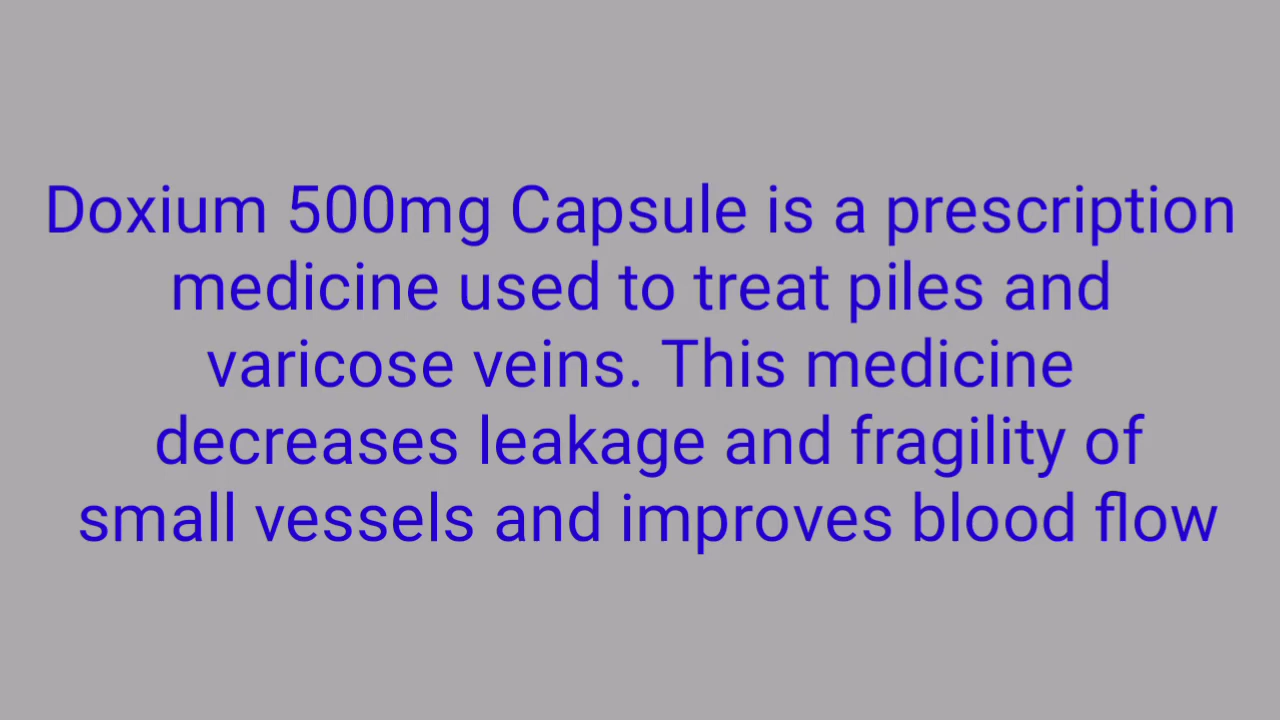 Doxium 500mg Capsule is a prescription
medicine used to treat piles and
varicose veins. This medicine
decreases leakage and fragility of
small vessels and improves blood flow